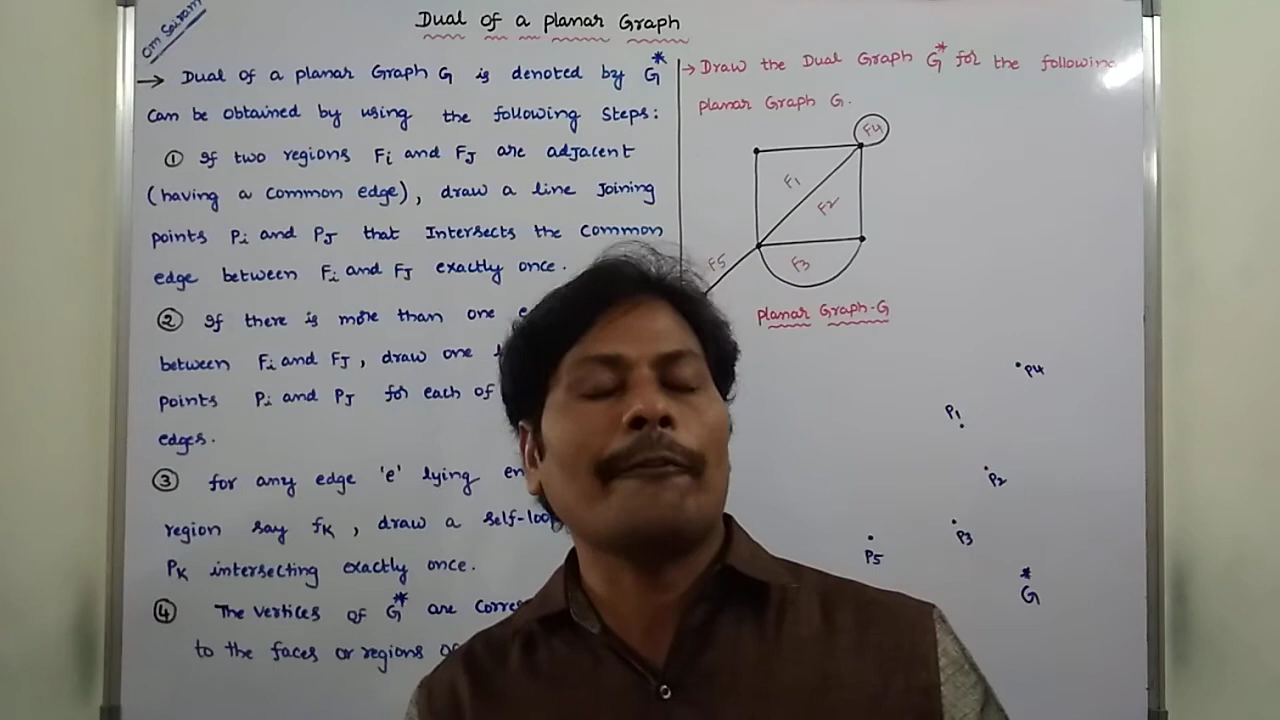 Om Sairam
Dual of a planar Graph
→ Dual of a planar Graph G is denoted by G*
can be obtained by using the following Steps:
① If two regions Fi and FJ are adjacent
(having a common edge), draw a line Joining
points Pi and PJ that Intersects the common
edge between Fi and FJ exactly once.
② If there is more than one
between Fi and FJ, draw one
points Pi and PJ for each of
edges.
③ for any edge 'e' lying
region say fK, draw a self-loop
PK intersecting exactly once.
④ The vertices of G* are
to the faces or regions
→ Draw the Dual Graph G* for the following
planar Graph G.
F4
F1
F2
F5
F3
planar Graph-G
P4
P1
P2
P3
P5
G*